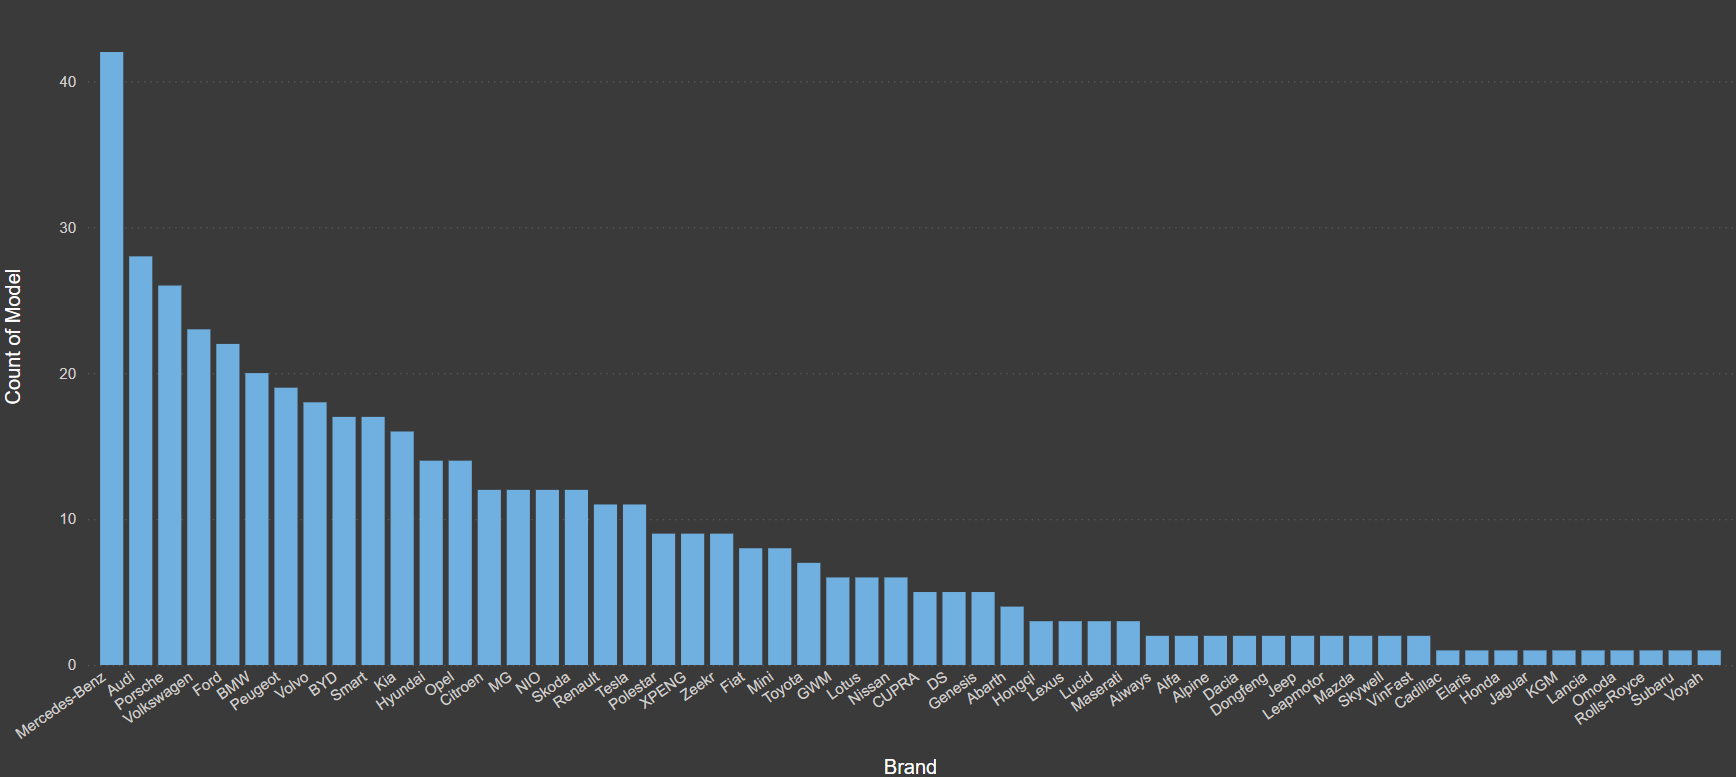 Count of Model
40
30
20
10
0
Mercedes-Benz
Audi
Porsche
Volkswagen
Ford
BMW
Peugeot
Volvo
BYD
Smart
Kia
Hyundai
Opel
Citroen
MG
NIO
Skoda
Renault
Tesla
Polestar
XPENG
Zeekr
Fiat
Mini
Toyota
GWM
Lotus
Nissan
CUPRA
DS
Genesis
Abarth
Hongqi
Lexus
Lucid
Maserati
Aiways
Alfa
Alpine
Dacia
Dongfeng
Jeep
Leapmotor
Mazda
Skywell
VinFast
Cadillac
Elaris
Honda
Jaguar
KGM
Lancia
Omoda
Rolls-Royce
Subaru
Voyah
Brand